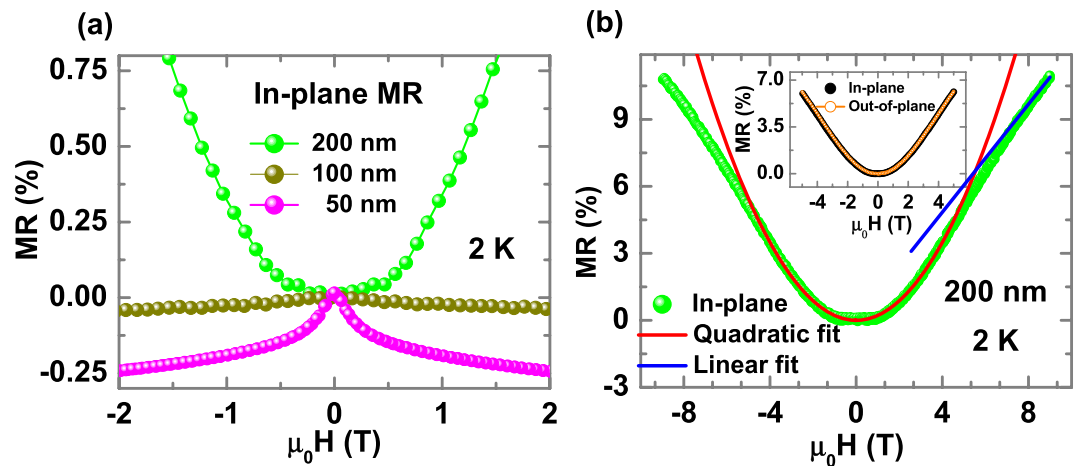 (a)
0.75
0.50
0.25
0.00
-0.25
MR (%)
In-plane MR
200 nm
100 nm
50 nm
2 K
-2
-1
0
1
2
μ0H (T)
(b)
9
6
3
0
-3
MR (%)
7.0
3.5
0.0
MR (%)
In-plane
Out-of-plane
-4
-2
0
2
4
μ0H (T)
200 nm
2 K
In-plane
Quadratic fit
Linear fit
-8
-4
0
4
8
μ0H (T)